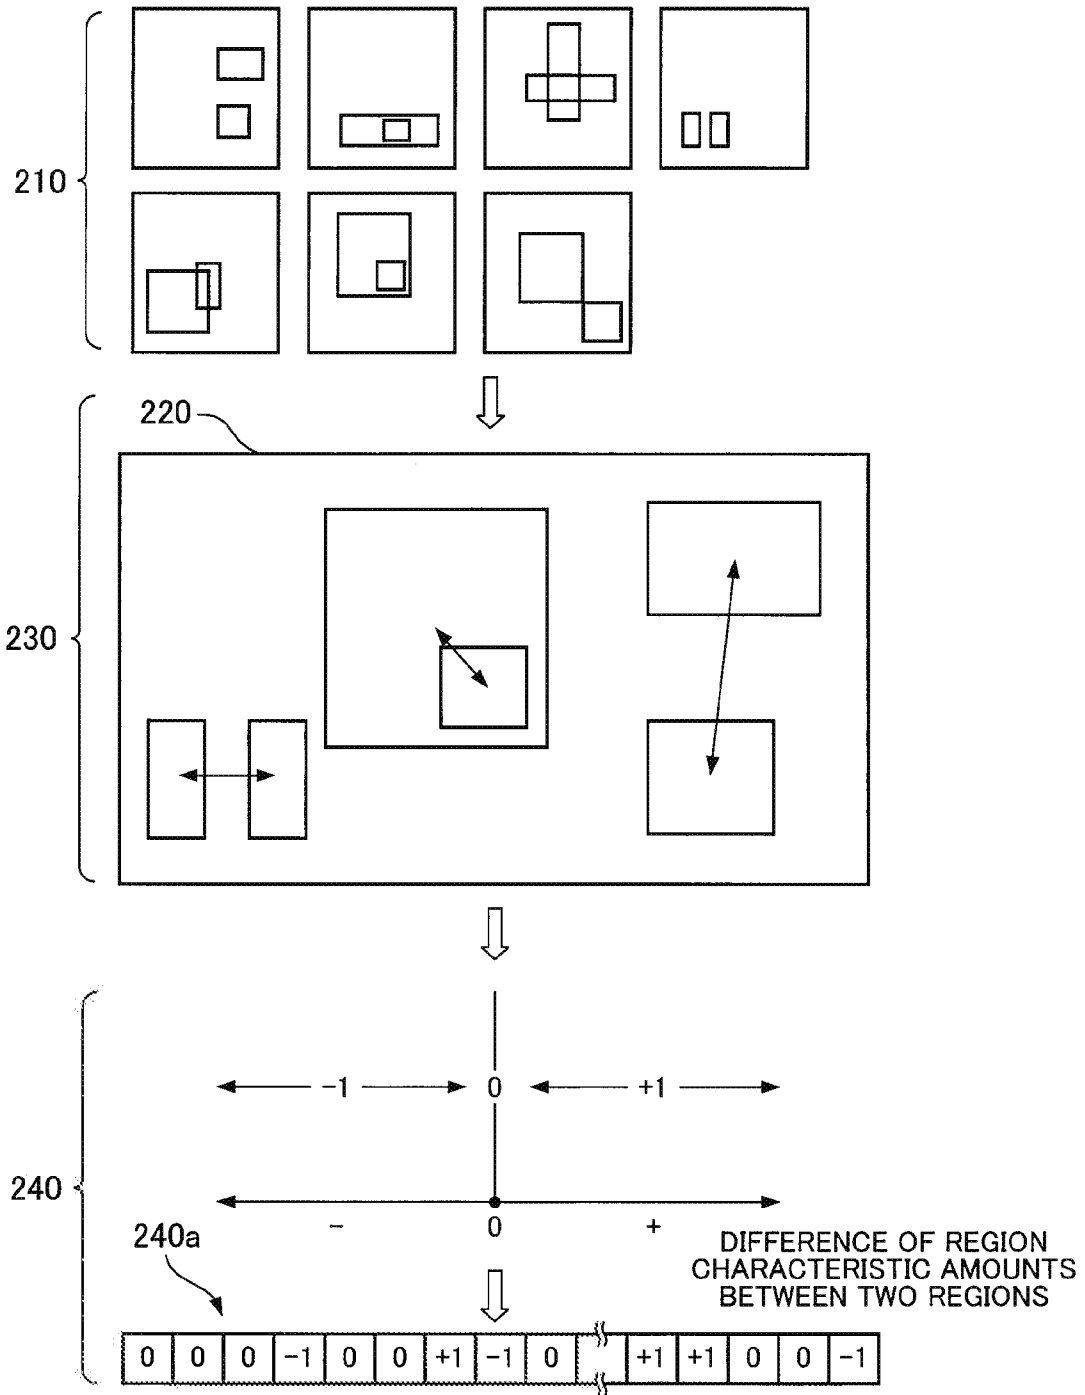 210
220
230
-1 0 +1
240
- 0 +
240a
DIFFERENCE OF REGION
CHARACTERISTIC AMOUNTS
BETWEEN TWO REGIONS
0 0 0 -1 0 0 +1 -1 0 +1 +1 0 0 -1